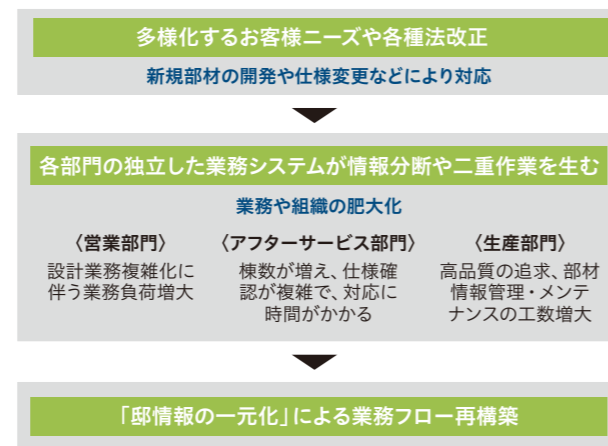 多様化するお客様ニーズや各種法改正
新規部材の開発や仕様変更などにより対応
各部門の独立した業務システムが情報分断や二重作業を生む
業務や組織の肥大化
〈営業部門〉
設計業務複雑化に
伴う業務負荷増大
〈アフターサービス部門〉
棟数が増え、仕様確
認が複雑で、対応に
時間がかかる
〈生産部門〉
高品質の追求、部材
情報管理・メンテ
ナンスの工数増大
「邸情報の一元化」による業務フロー再構築